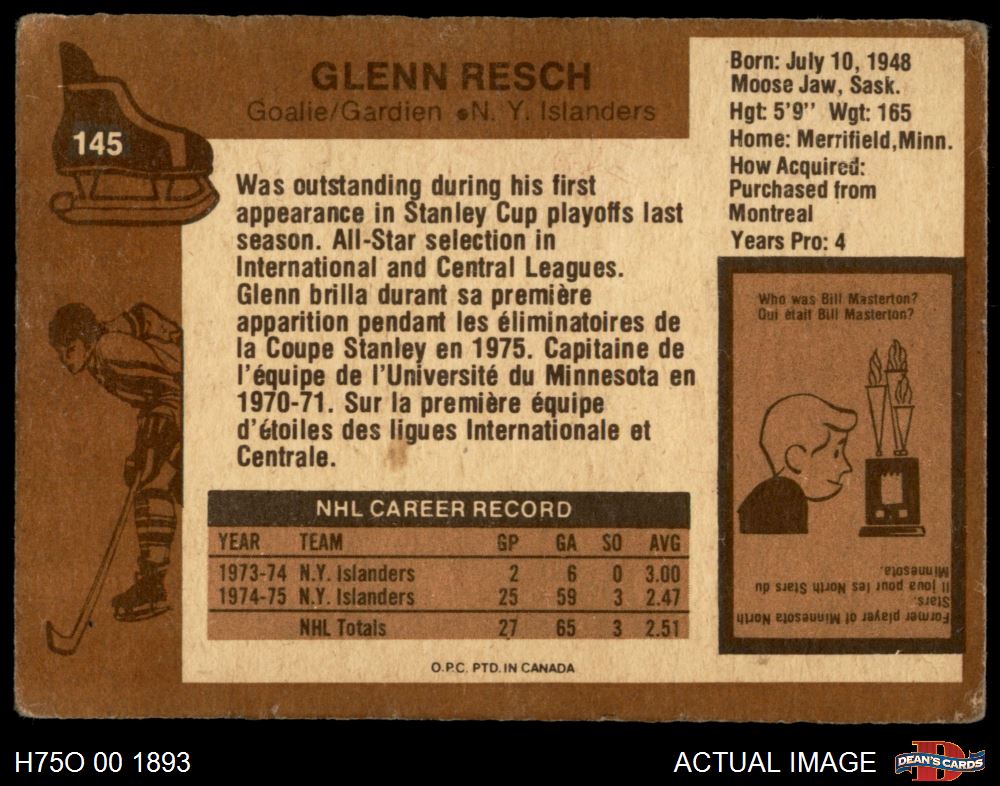 145
GLENN RESCH
Goalie/Gardien •N. Y. Islanders
Born: July 10, 1948
Moose Jaw, Sask.
Hgt: 5'9'' Wgt: 165
Home: Merrifield,Minn.
How Acquired:
Purchased from
Montreal
Years Pro: 4
Was outstanding during his first
appearance in Stanley Cup playoffs last
season. All-Star selection in
International and Central Leagues.
Glenn brilla durant sa première
apparition pendant les éliminatoires de
la Coupe Stanley en 1975. Capitaine de
l'équipe de l'Université du Minnesota en
1970-71. Sur la première équipe
d'étoiles des ligues Internationale et
Centrale.
Who was Bill Masterton?
Qui était Bill Masterton?
Former player of Minnesota North
Stars.
Il joua pour les North Stars du
Minnesota.
NHL CAREER RECORD
YEAR TEAM GP GA SO AVG
1973-74 N.Y. Islanders 2 6 0 3.00
1974-75 N.Y. Islanders 25 59 3 2.47
NHL Totals 27 65 3 2.51
O.P.C. PTD. IN CANADA
H75O 00 1893
ACTUAL IMAGE
DEAN'S CARDS